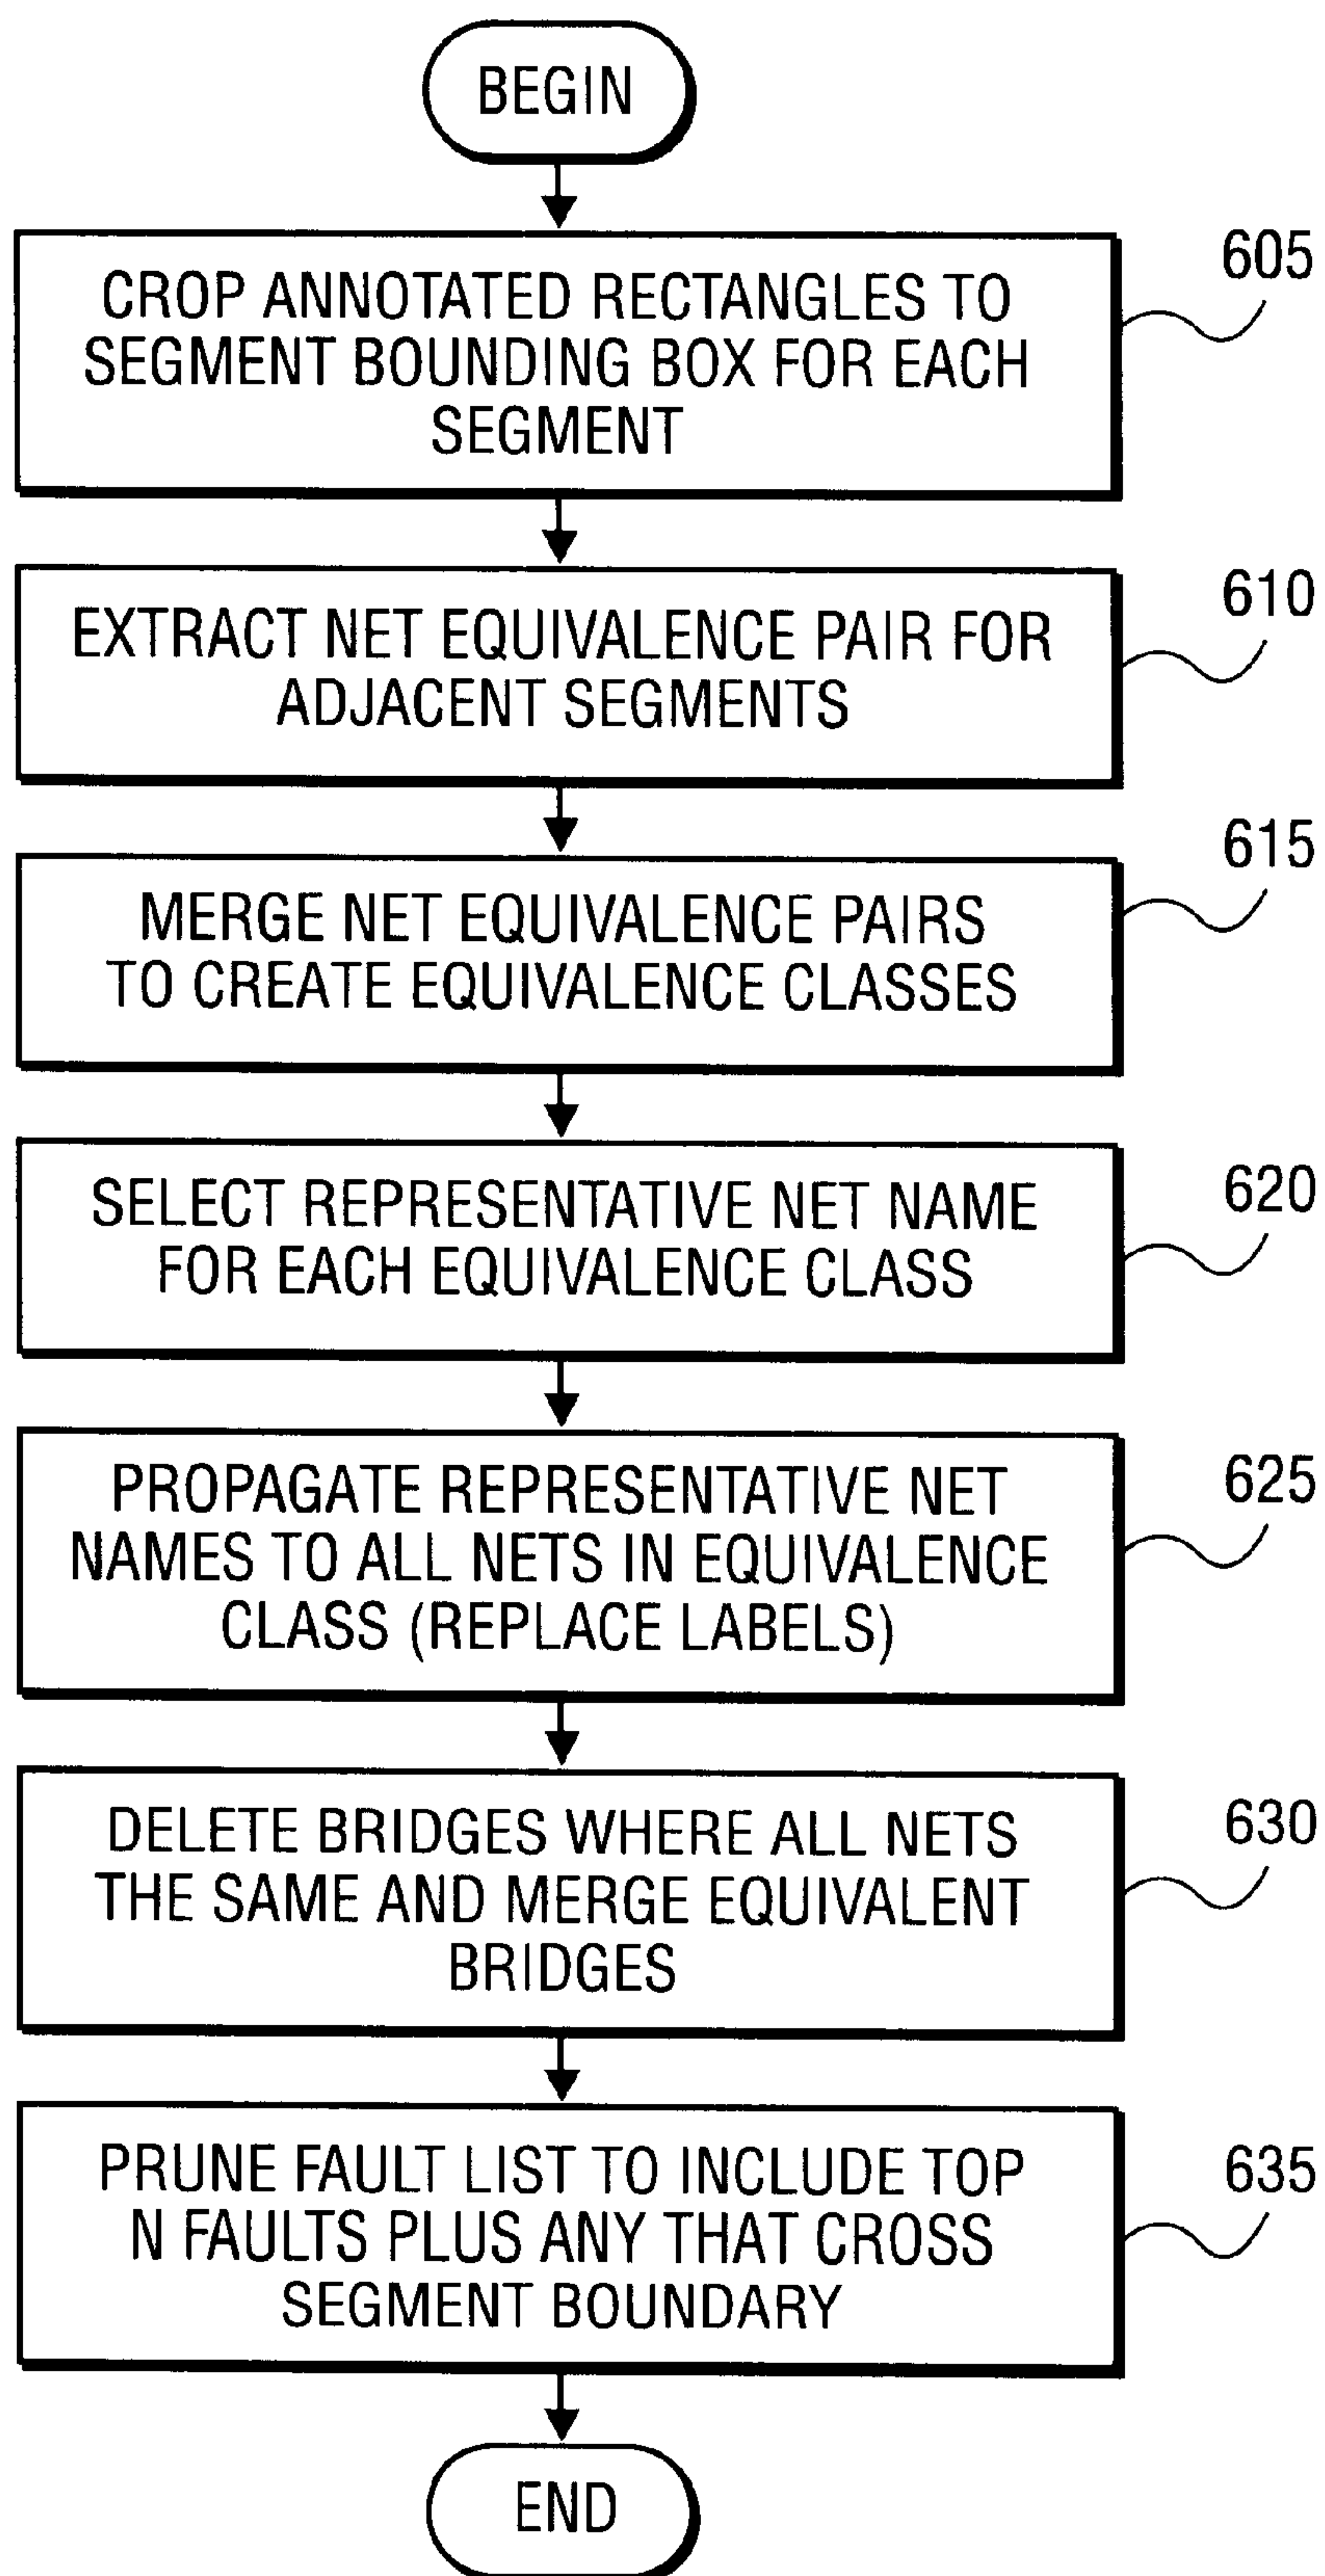 BEGIN
CROP ANNOTATED RECTANGLES TO
SEGMENT BOUNDING BOX FOR EACH
SEGMENT
605
EXTRACT NET EQUIVALENCE PAIR FOR
ADJACENT SEGMENTS
610
MERGE NET EQUIVALENCE PAIRS
TO CREATE EQUIVALENCE CLASSES
615
SELECT REPRESENTATIVE NET NAME
FOR EACH EQUIVALENCE CLASS
620
PROPAGATE REPRESENTATIVE NET
NAMES TO ALL NETS IN EQUIVALENCE
CLASS (REPLACE LABELS)
625
DELETE BRIDGES WHERE ALL NETS
THE SAME AND MERGE EQUIVALENT
BRIDGES
630
PRUNE FAULT LIST TO INCLUDE TOP
N FAULTS PLUS ANY THAT CROSS
SEGMENT BOUNDARY
635
END